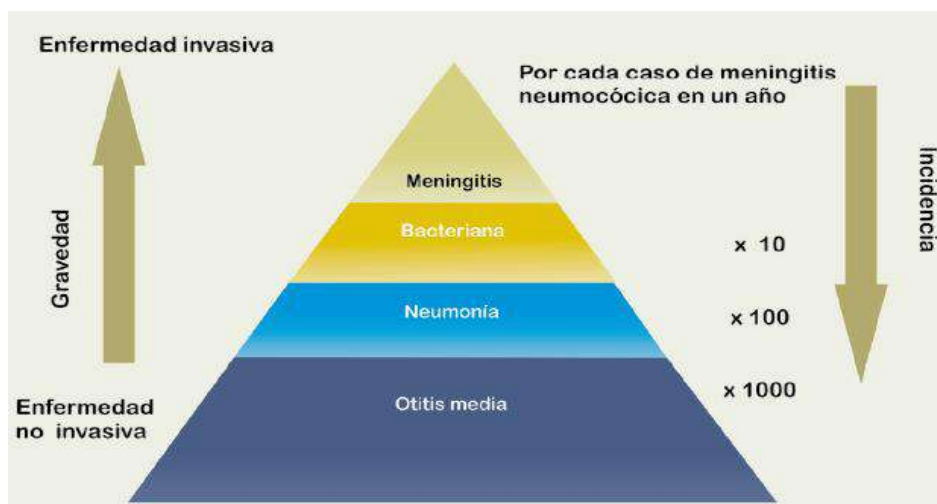 Enfermedad invasiva
Por cada caso de meningitis
neumocócica en un año
Gravedad
Incidencia
Meningitis
Bacteriana
x 10
Neumonía
x 100
x 1000
Otitis media
Enfermedad
no invasiva